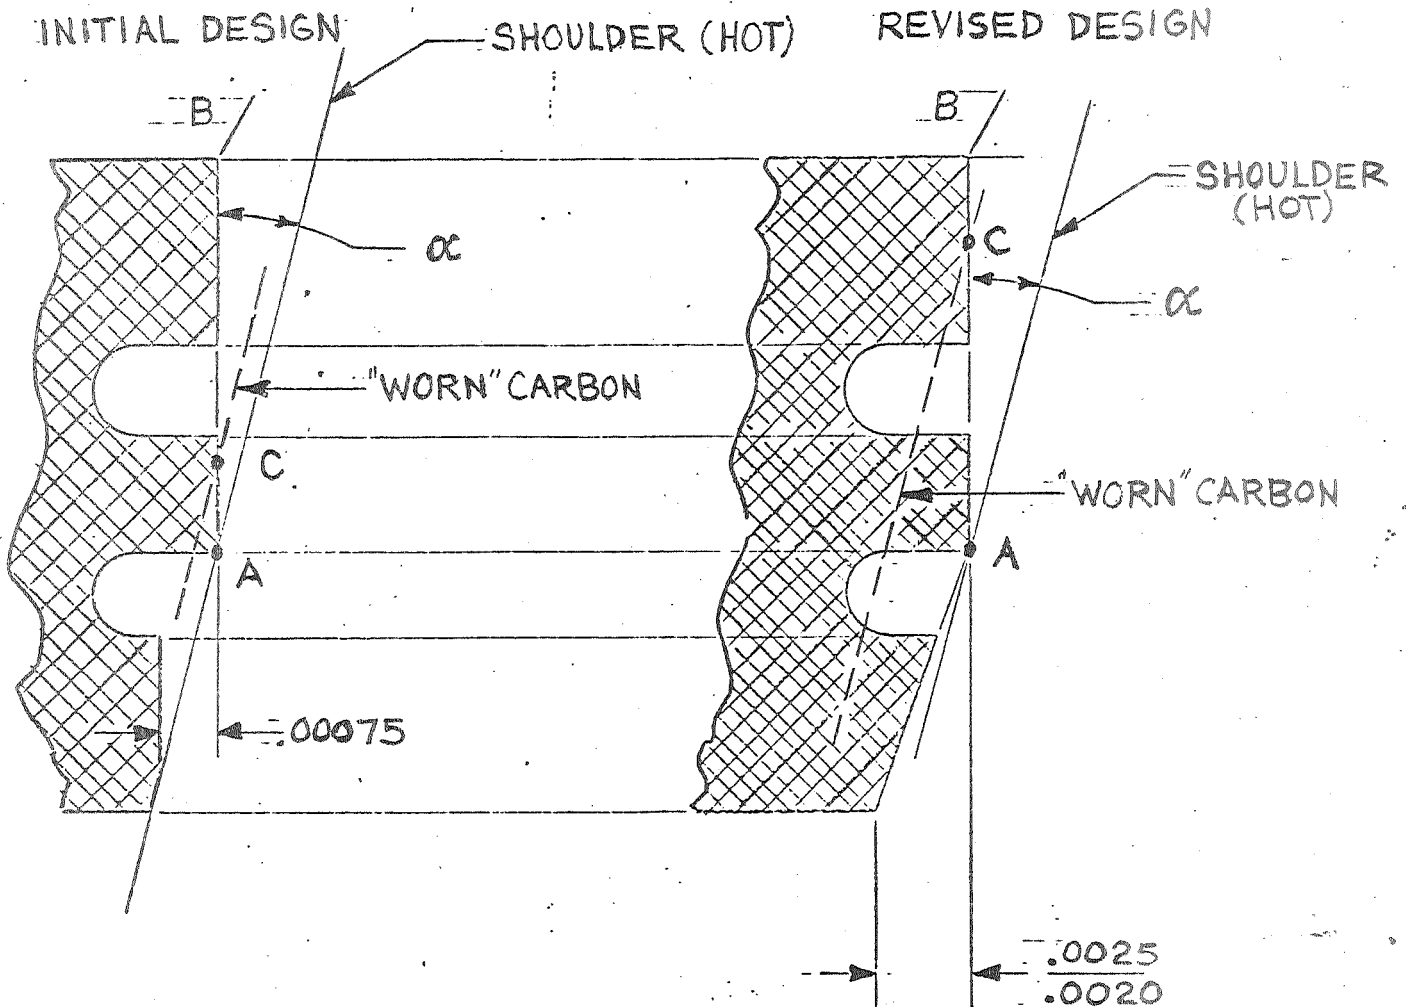 INITIAL DESIGN
SHOULDER (HOT)
REVISED DESIGN
B
B
SHOULDER
(HOT)
α
C
α
"WORN" CARBON
C
"WORN" CARBON
A
A
.00075
.0025
.0020